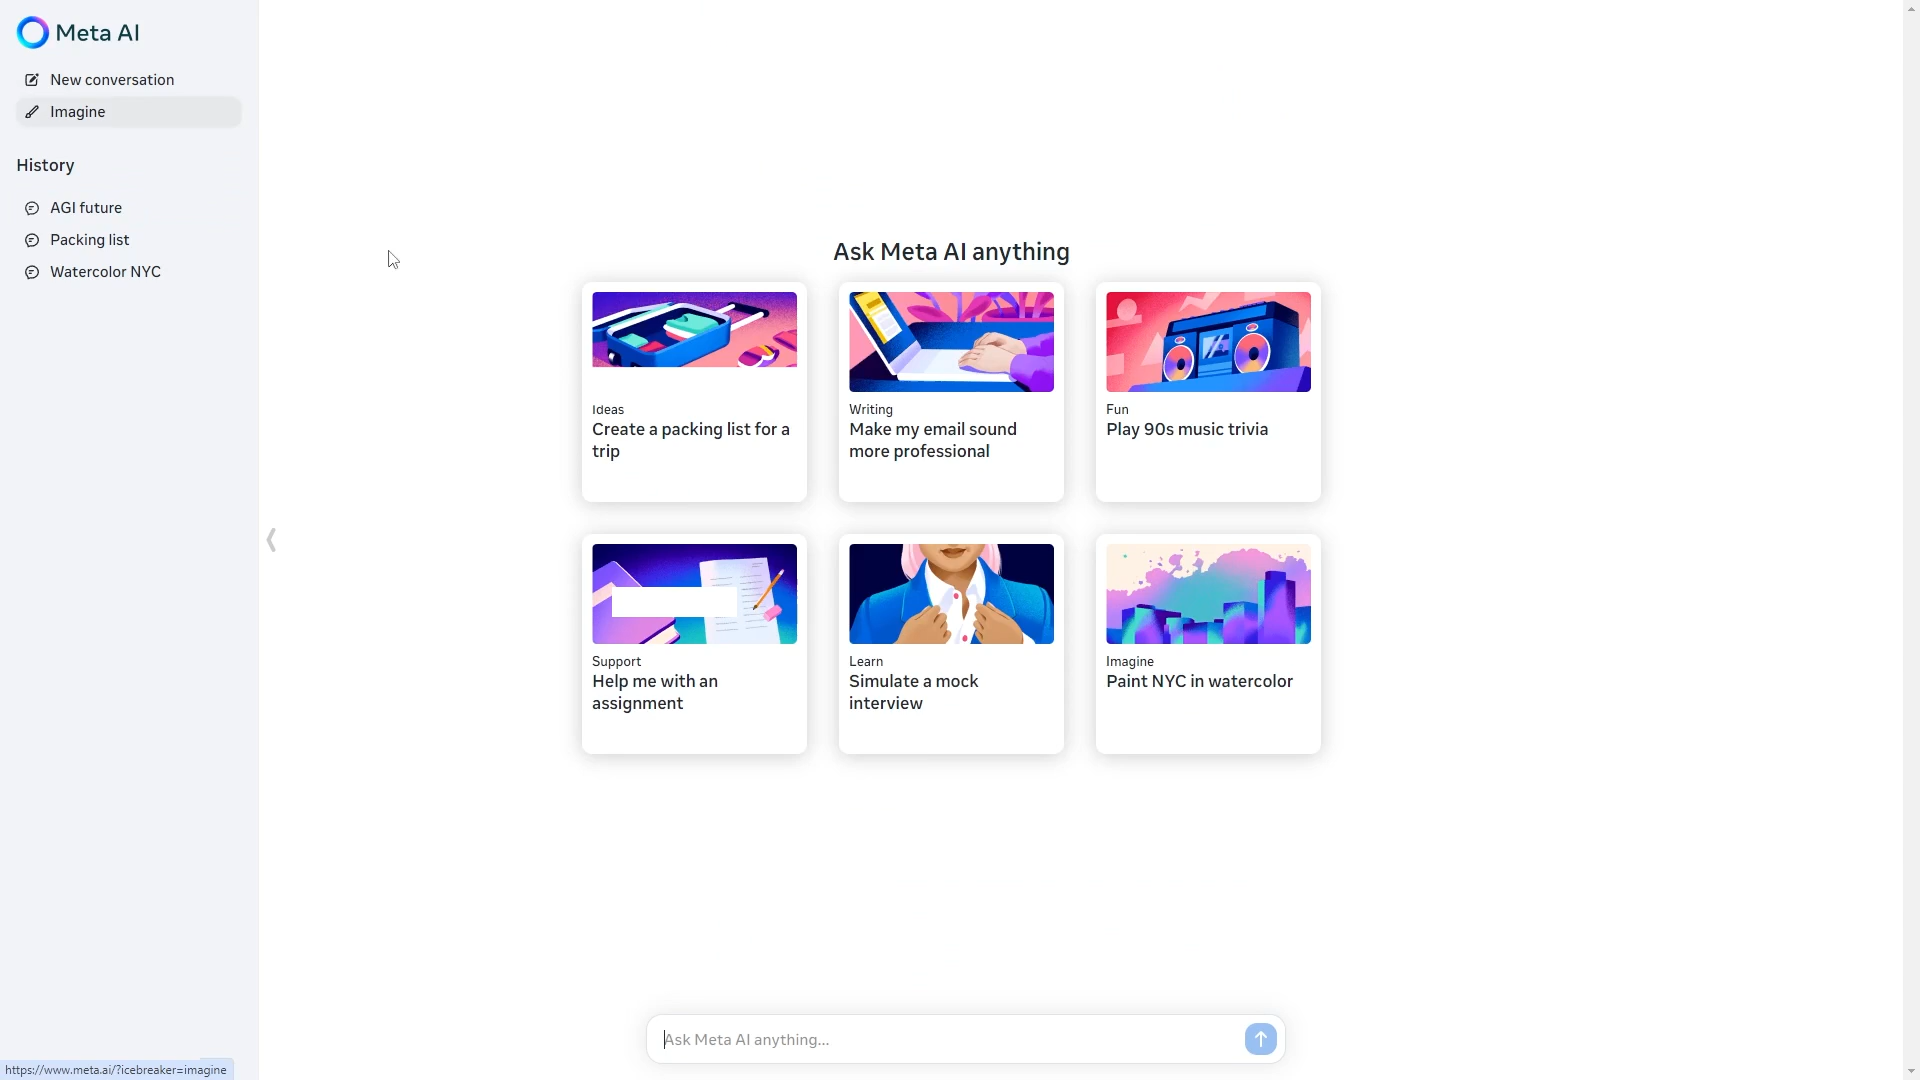 Meta AI
New conversation
Imagine
History
AGI future
Packing list
Watercolor NYC
Ask Meta AI anything
Ideas
Create a packing list for a
trip
Writing
Make my email sound
more professional
Fun
Play 90s music trivia
Support
Help me with an
assignment
Learn
Simulate a mock
interview
Imagine
Paint NYC in watercolor
Ask Meta AI anything...
https://www.meta.ai/?icebreaker=imagine